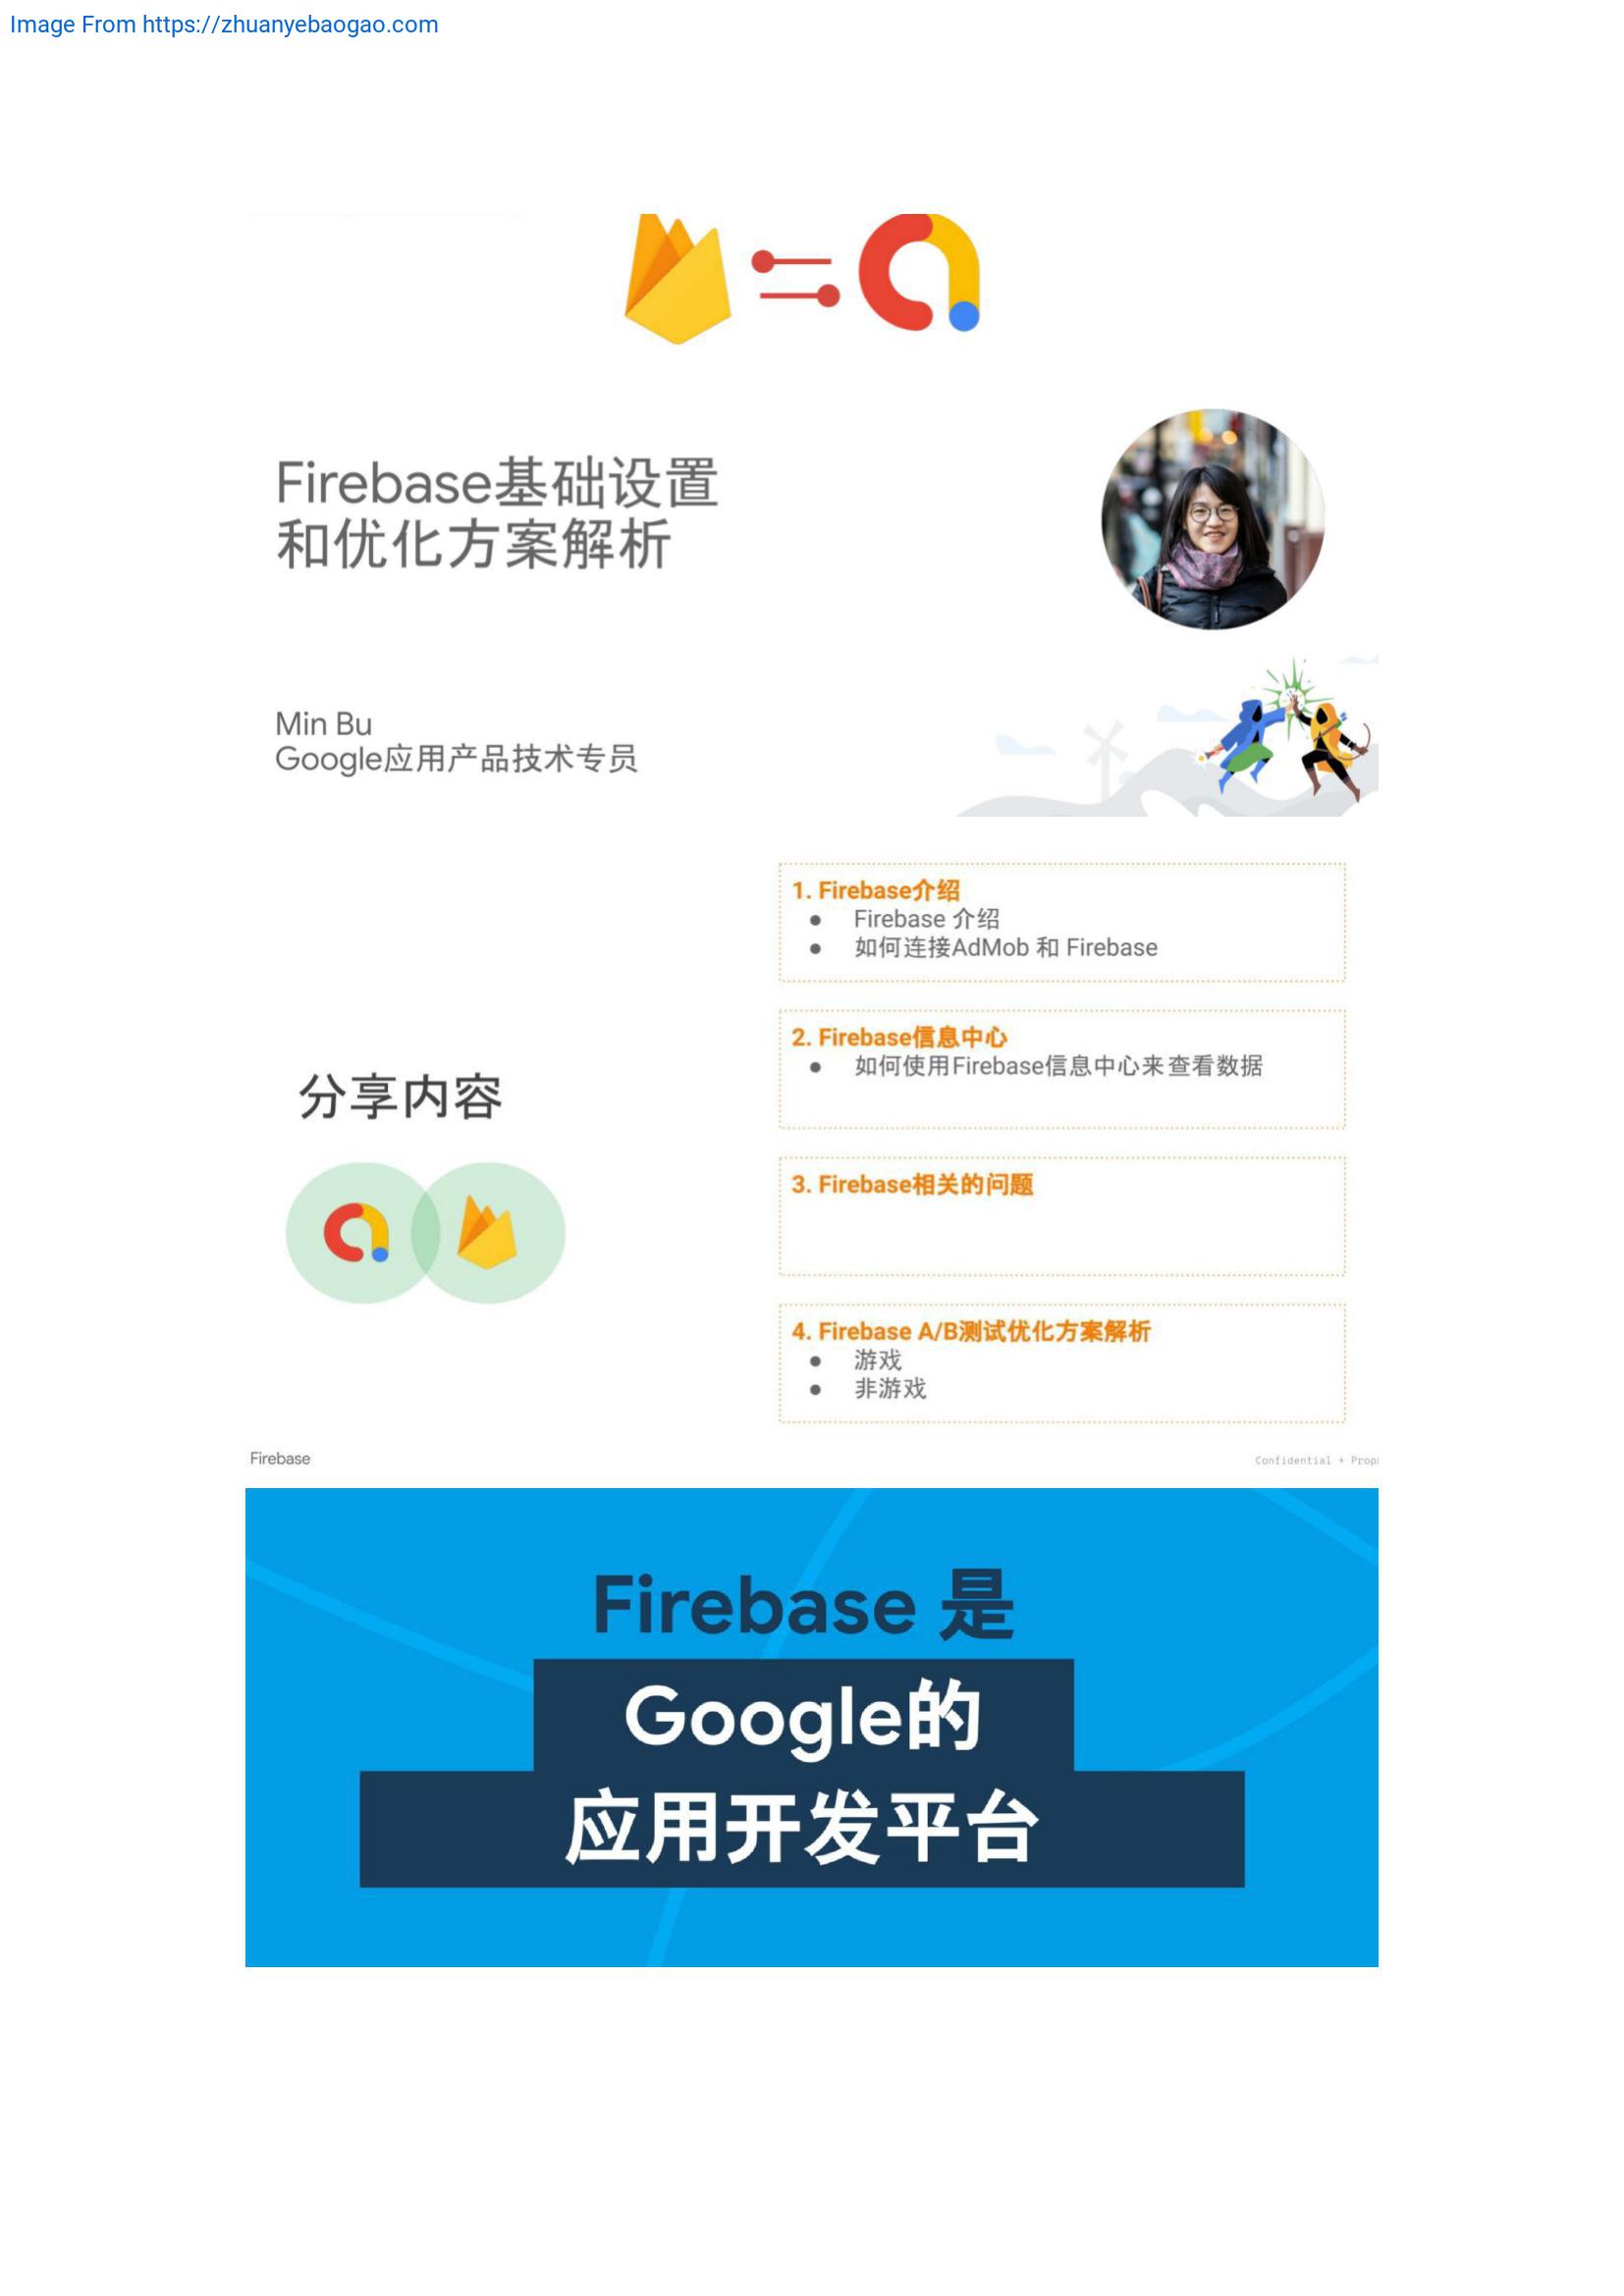 Image From https://zhuanyebaogao.com
Firebase基础设置
和优化方案解析
Min Bu
Google应用产品技术专员
分享内容
1. Firebase介绍
● Firebase 介绍
● 如何连接AdMob 和 Firebase
2. Firebase信息中心
● 如何使用Firebase信息中心来查看数据
3. Firebase相关的问题
4. Firebase A/B测试优化方案解析
● 游戏
● 非游戏
Firebase
Confidential + Prop
Firebase 是
Google的
应用开发平台